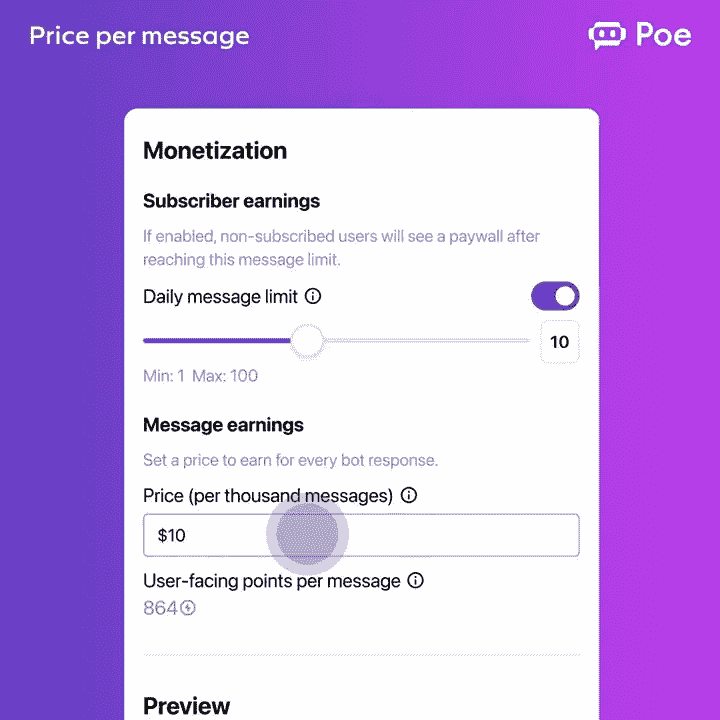 Price per message
Poe
Monetization
Subscriber earnings
If enabled, non-subscribed users will see a paywall after
reaching this message limit.
Daily message limit
10
Min: 1 Max: 100
Message earnings
Set a price to earn for every bot response.
Price (per thousand messages)
$10
User-facing points per message
864
Preview